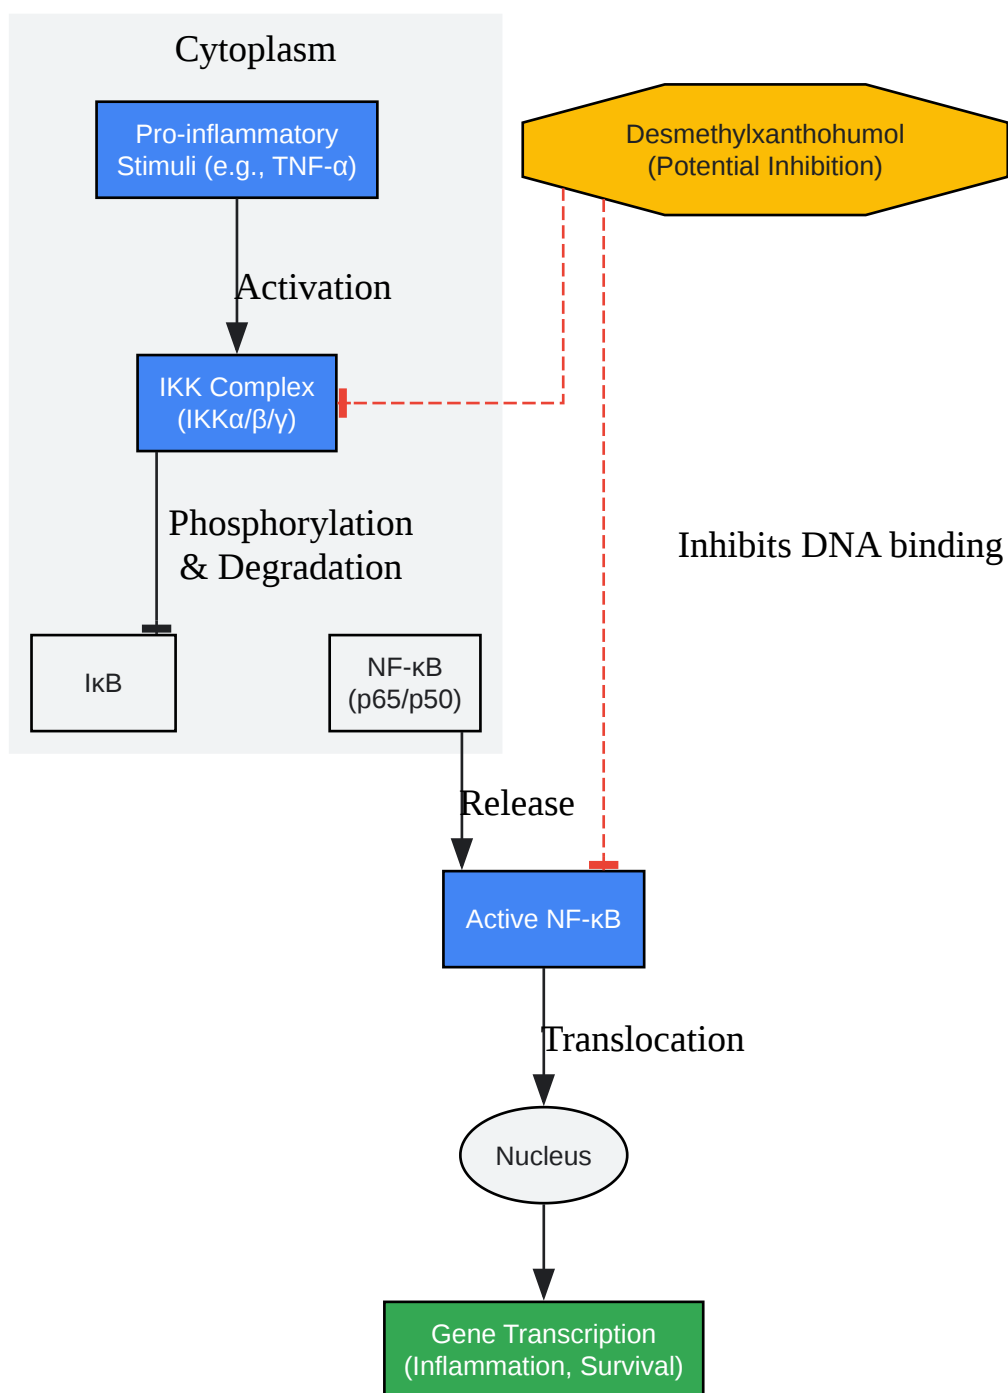 Cytoplasm
Pro-inflammatory
Stimuli (e.g., TNF-α)
Desmethylxanthohumol
(Potential Inhibition)
Activation
IKK Complex
(IKKα/β/γ)
Phosphorylation
& Degradation
Inhibits DNA binding
IκB
NF-κB
(p65/p50)
Release
Active NF-κB
Translocation
Nucleus
Gene Transcription
(Inflammation, Survival)